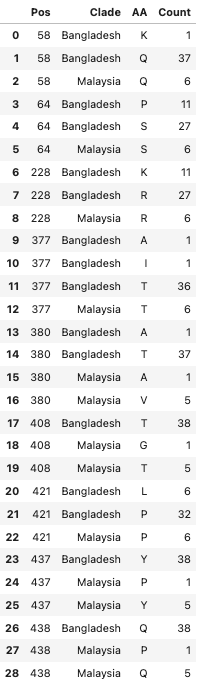 Pos Clade AA Count
0 58 Bangladesh K 1
1 58 Bangladesh Q 37
2 58 Malaysia Q 6
3 64 Bangladesh P 11
4 64 Bangladesh S 27
5 64 Malaysia S 6
6 228 Bangladesh K 11
7 228 Bangladesh R 27
8 228 Malaysia R 6
9 377 Bangladesh A 1
10 377 Bangladesh I 1
11 377 Bangladesh T 36
12 377 Malaysia T 6
13 380 Bangladesh A 1
14 380 Bangladesh T 37
15 380 Malaysia A 1
16 380 Malaysia V 5
17 408 Bangladesh T 38
18 408 Malaysia G 1
19 408 Malaysia T 5
20 421 Bangladesh L 6
21 421 Bangladesh P 32
22 421 Malaysia P 6
23 437 Bangladesh Y 38
24 437 Malaysia P 1
25 437 Malaysia Y 5
26 438 Bangladesh Q 38
27 438 Malaysia P 1
28 438 Malaysia Q 5